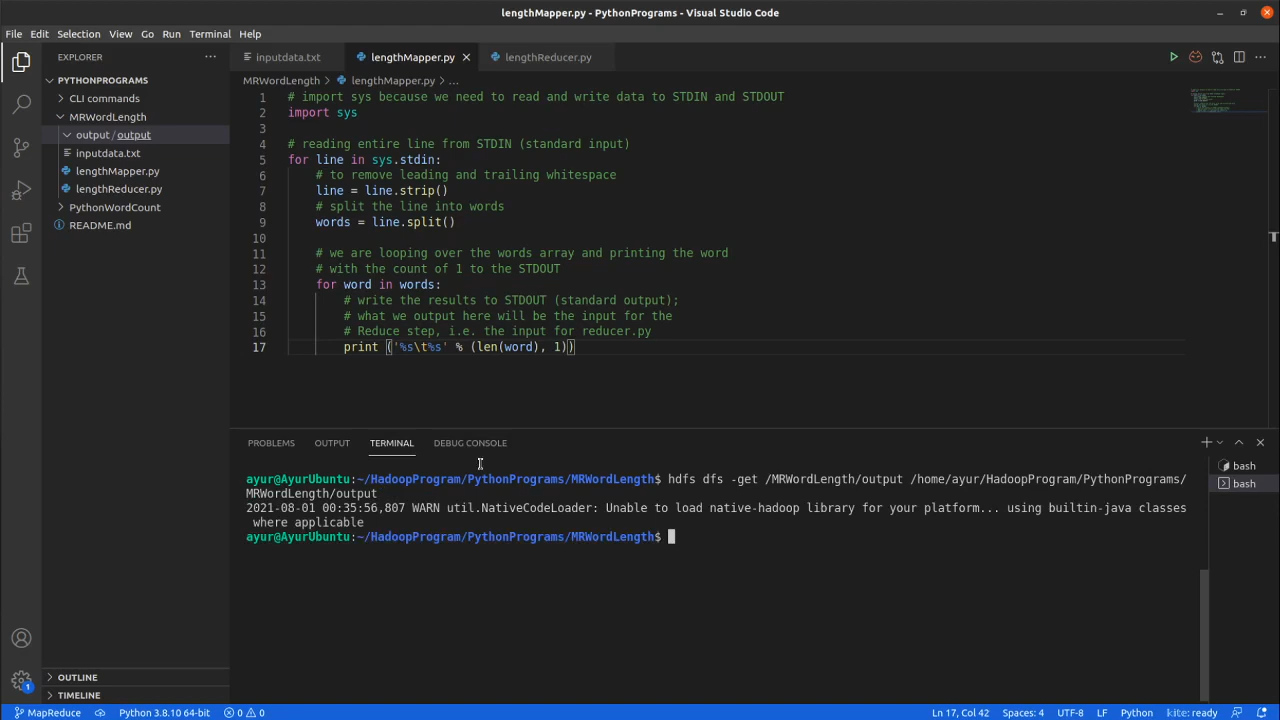 lengthMapper.py - PythonPrograms - Visual Studio Code
File Edit Selection View Go Run Terminal Help
EXPLORER
PYTHONPROGRAMS
CLI commands
MRWordLength
output / output
inputdata.txt
lengthMapper.py
lengthReducer.py
PythonWordCount
README.md
OUTLINE
TIMELINE
inputdata.txt lengthMapper.py lengthReducer.py
MRWordLength > lengthMapper.py > ...
1 # import sys because we need to read and write data to STDIN and STDOUT
2 import sys
3
4 # reading entire line from STDIN (standard input)
5 for line in sys.stdin:
6 # to remove leading and trailing whitespace
7 line = line.strip()
8 # split the line into words
9 words = line.split()
10
11 # we are looping over the words array and printing the word
12 # with the count of 1 to the STDOUT
13 for word in words:
14 # write the results to STDOUT (standard output);
15 # what we output here will be the input for the
16 # Reduce step, i.e. the input for reducer.py
17 print ('%s\t%s' % (len(word), 1))
PROBLEMS OUTPUT TERMINAL DEBUG CONSOLE
ayur@AyurUbuntu:~/HadoopProgram/PythonPrograms/MRWordLength$ hdfs dfs -get /MRWordLength/output /home/ayur/HadoopProgram/PythonPrograms/
MRWordLength/output
2021-08-01 00:35:56,807 WARN util.NativeCodeLoader: Unable to load native-hadoop library for your platform... using builtin-java classes
where applicable
ayur@AyurUbuntu:~/HadoopProgram/PythonPrograms/MRWordLength$
bash
bash
1
MapReduce Python 3.8.10 64-bit 0 0 Ln 17, Col 42 Spaces: 4 UTF-8 LF Python kite: ready